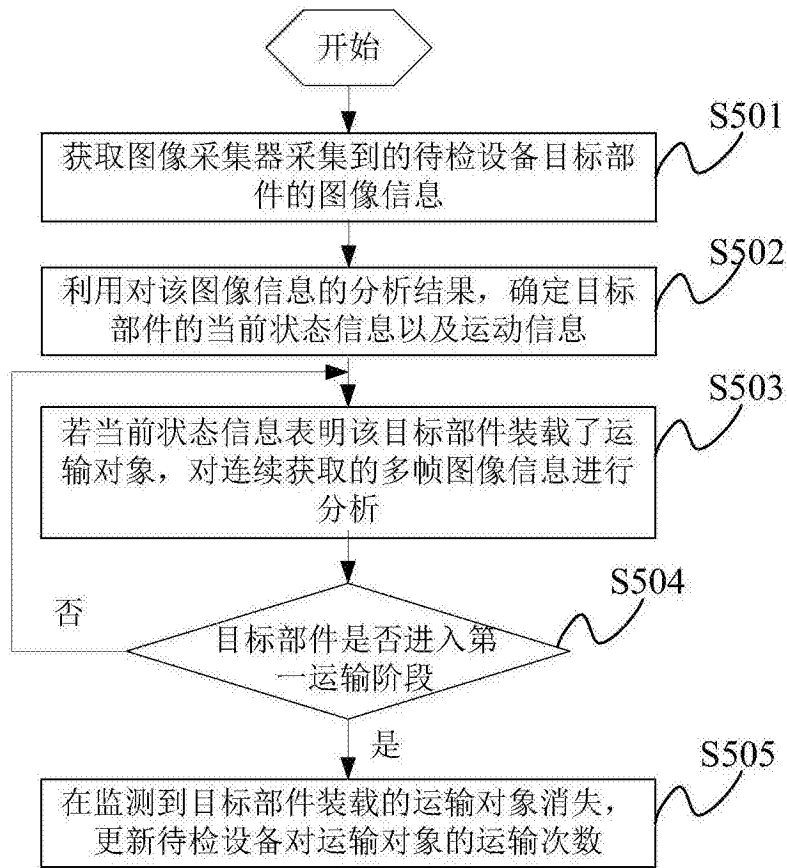 开始
S501
获取图像采集器采集到的待检设备目标部
件的图像信息
S502
利用对该图像信息的分析结果，确定目标
部件的当前状态信息以及运动信息
S503
若当前状态信息表明该目标部件装载了运
输对象，对连续获取的多帧图像信息进行
分析
S504
否
目标部件是否进入第
一运输阶段
是
S505
在监测到目标部件装载的运输对象消失，
更新待检设备对运输对象的运输次数